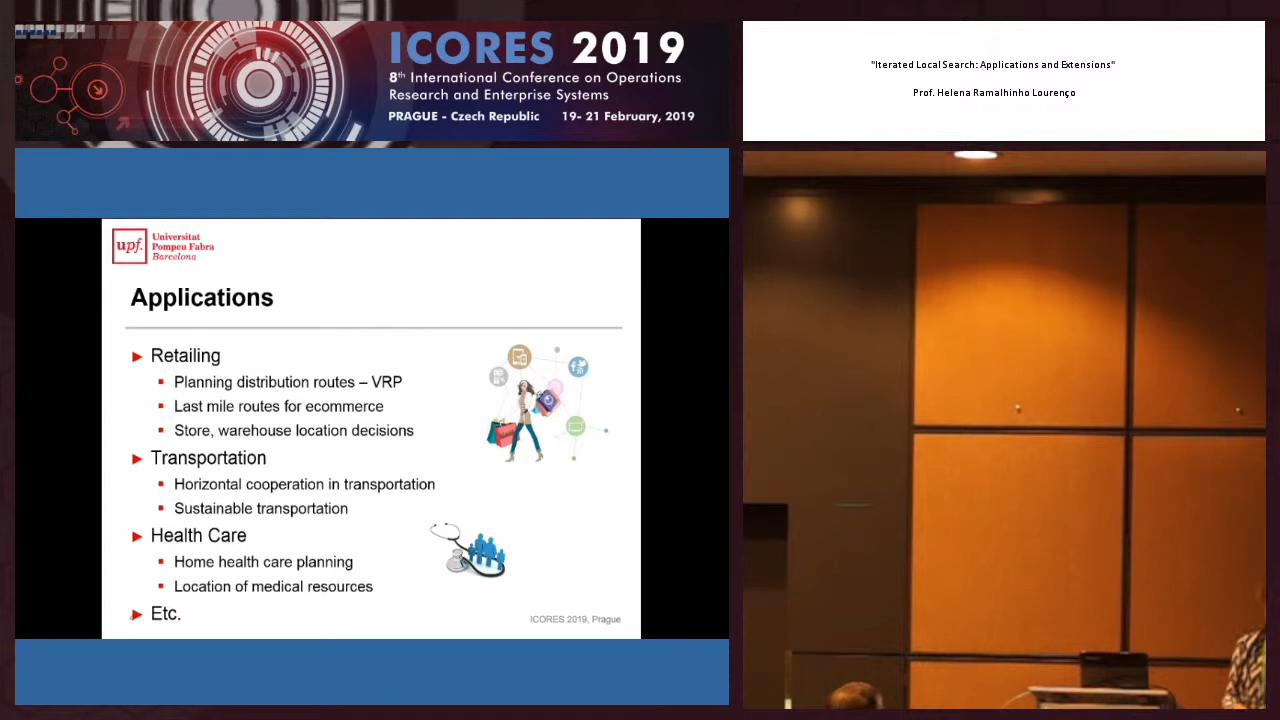 ICORES 2019
8th International Conference on Operations
Research and Enterprise Systems
PRAGUE - Czech Republic 19- 21 February, 2019
"Iterated Local Search: Applications and Extensions"
Prof. Helena Ramalhinho Lourenço
upf. Universitat
Pompeu Fabra
Barcelona
Applications
► Retailing
▪ Planning distribution routes – VRP
▪ Last mile routes for ecommerce
▪ Store, warehouse location decisions
► Transportation
▪ Horizontal cooperation in transportation
▪ Sustainable transportation
► Health Care
▪ Home health care planning
▪ Location of medical resources
► Etc.
ICORES 2019, Prague